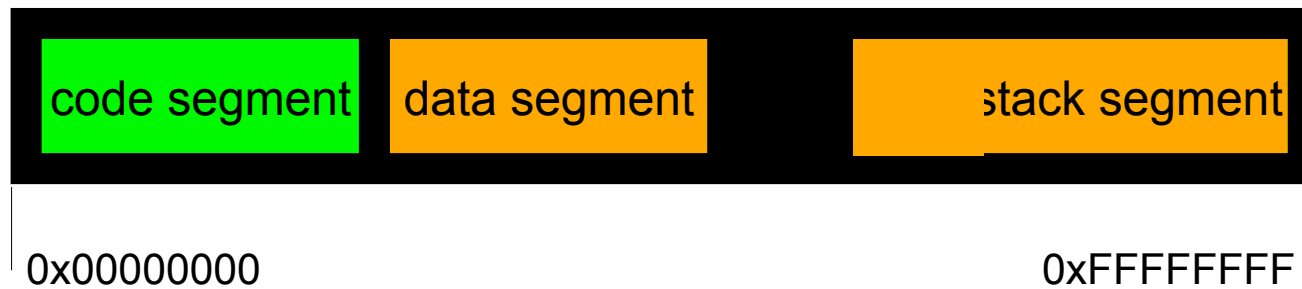 code segment data segment stack segment
0x00000000 0xFFFFFFFF